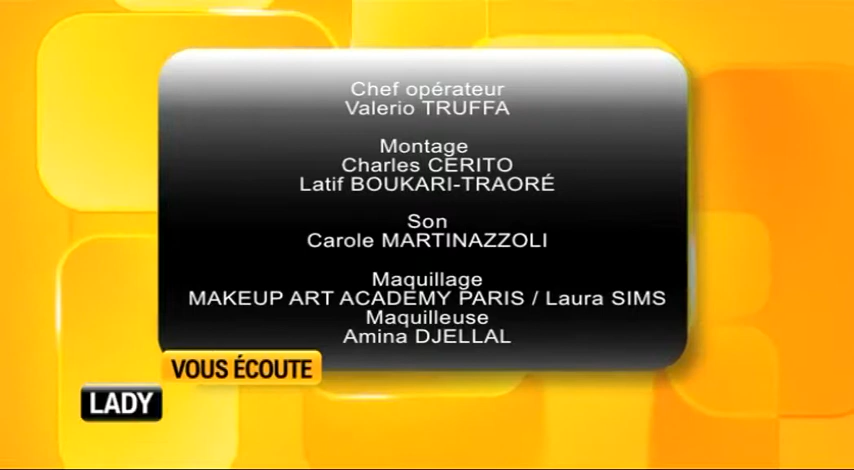 Chef opérateur
Valerio TRUFFA
Montage
Charles CERITO
Latif BOUKARI-TRAORÉ
Son
Carole MARTINAZZOLI
Maquillage
MAKEUP ART ACADEMY PARIS / Laura SIMS
Maquilleuse
Amina DJELLAL
VOUS ÉCOUTE
LADY